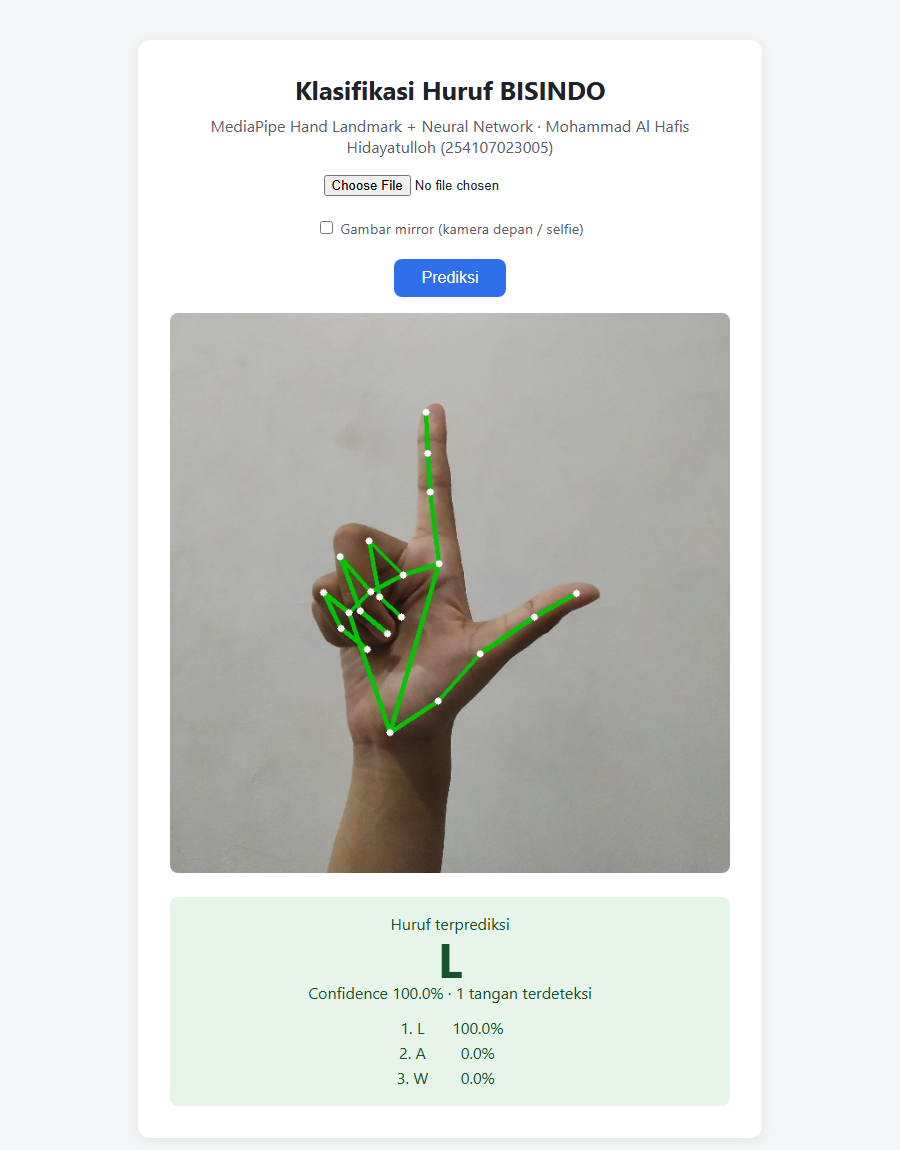 Klasifikasi Huruf BISINDO
MediaPipe Hand Landmark + Neural Network · Mohammad Al Hafis
Hidayatulloh (254107023005)
Choose File No file chosen
Gambar mirror (kamera depan / selfie)
Prediksi
Huruf terprediksi
L
Confidence 100.0% · 1 tangan terdeteksi
1. L 100.0%
2. A 0.0%
3. W 0.0%